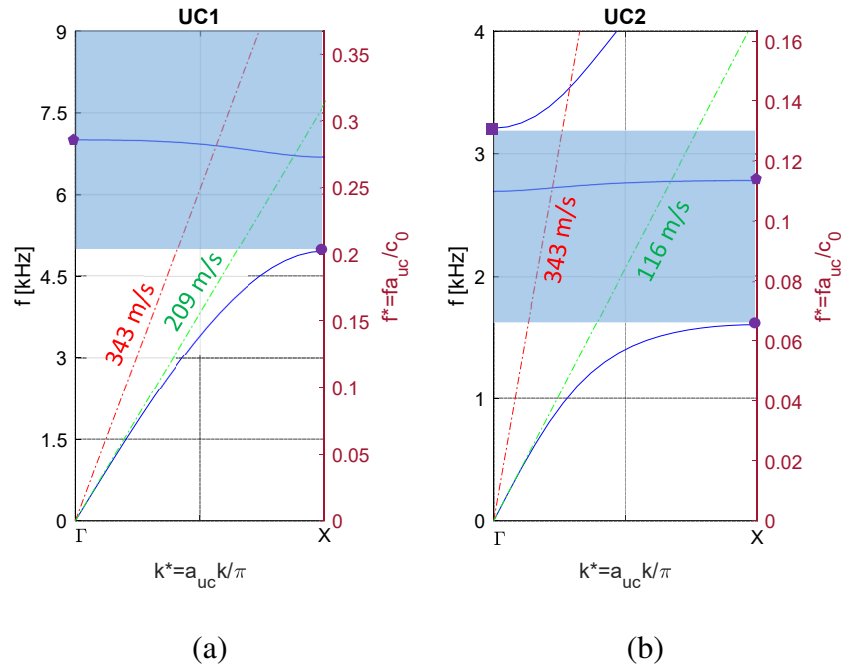 UC1
9
7.5
6
4.5
3
1.5
0
f [kHz]
343 m/s
209 m/s
0.35
0.3
0.25
0.2
0.15
0.1
0.05
0
f*=fa_uc/c_0
Γ
X
k*=a_uc k/π
(a)
UC2
4
3
2
1
0
f [kHz]
343 m/s
116 m/s
0.16
0.14
0.12
0.1
0.08
0.06
0.04
0.02
0
f*=fa_uc/c_0
Γ
X
k*=a_uc k/π
(b)